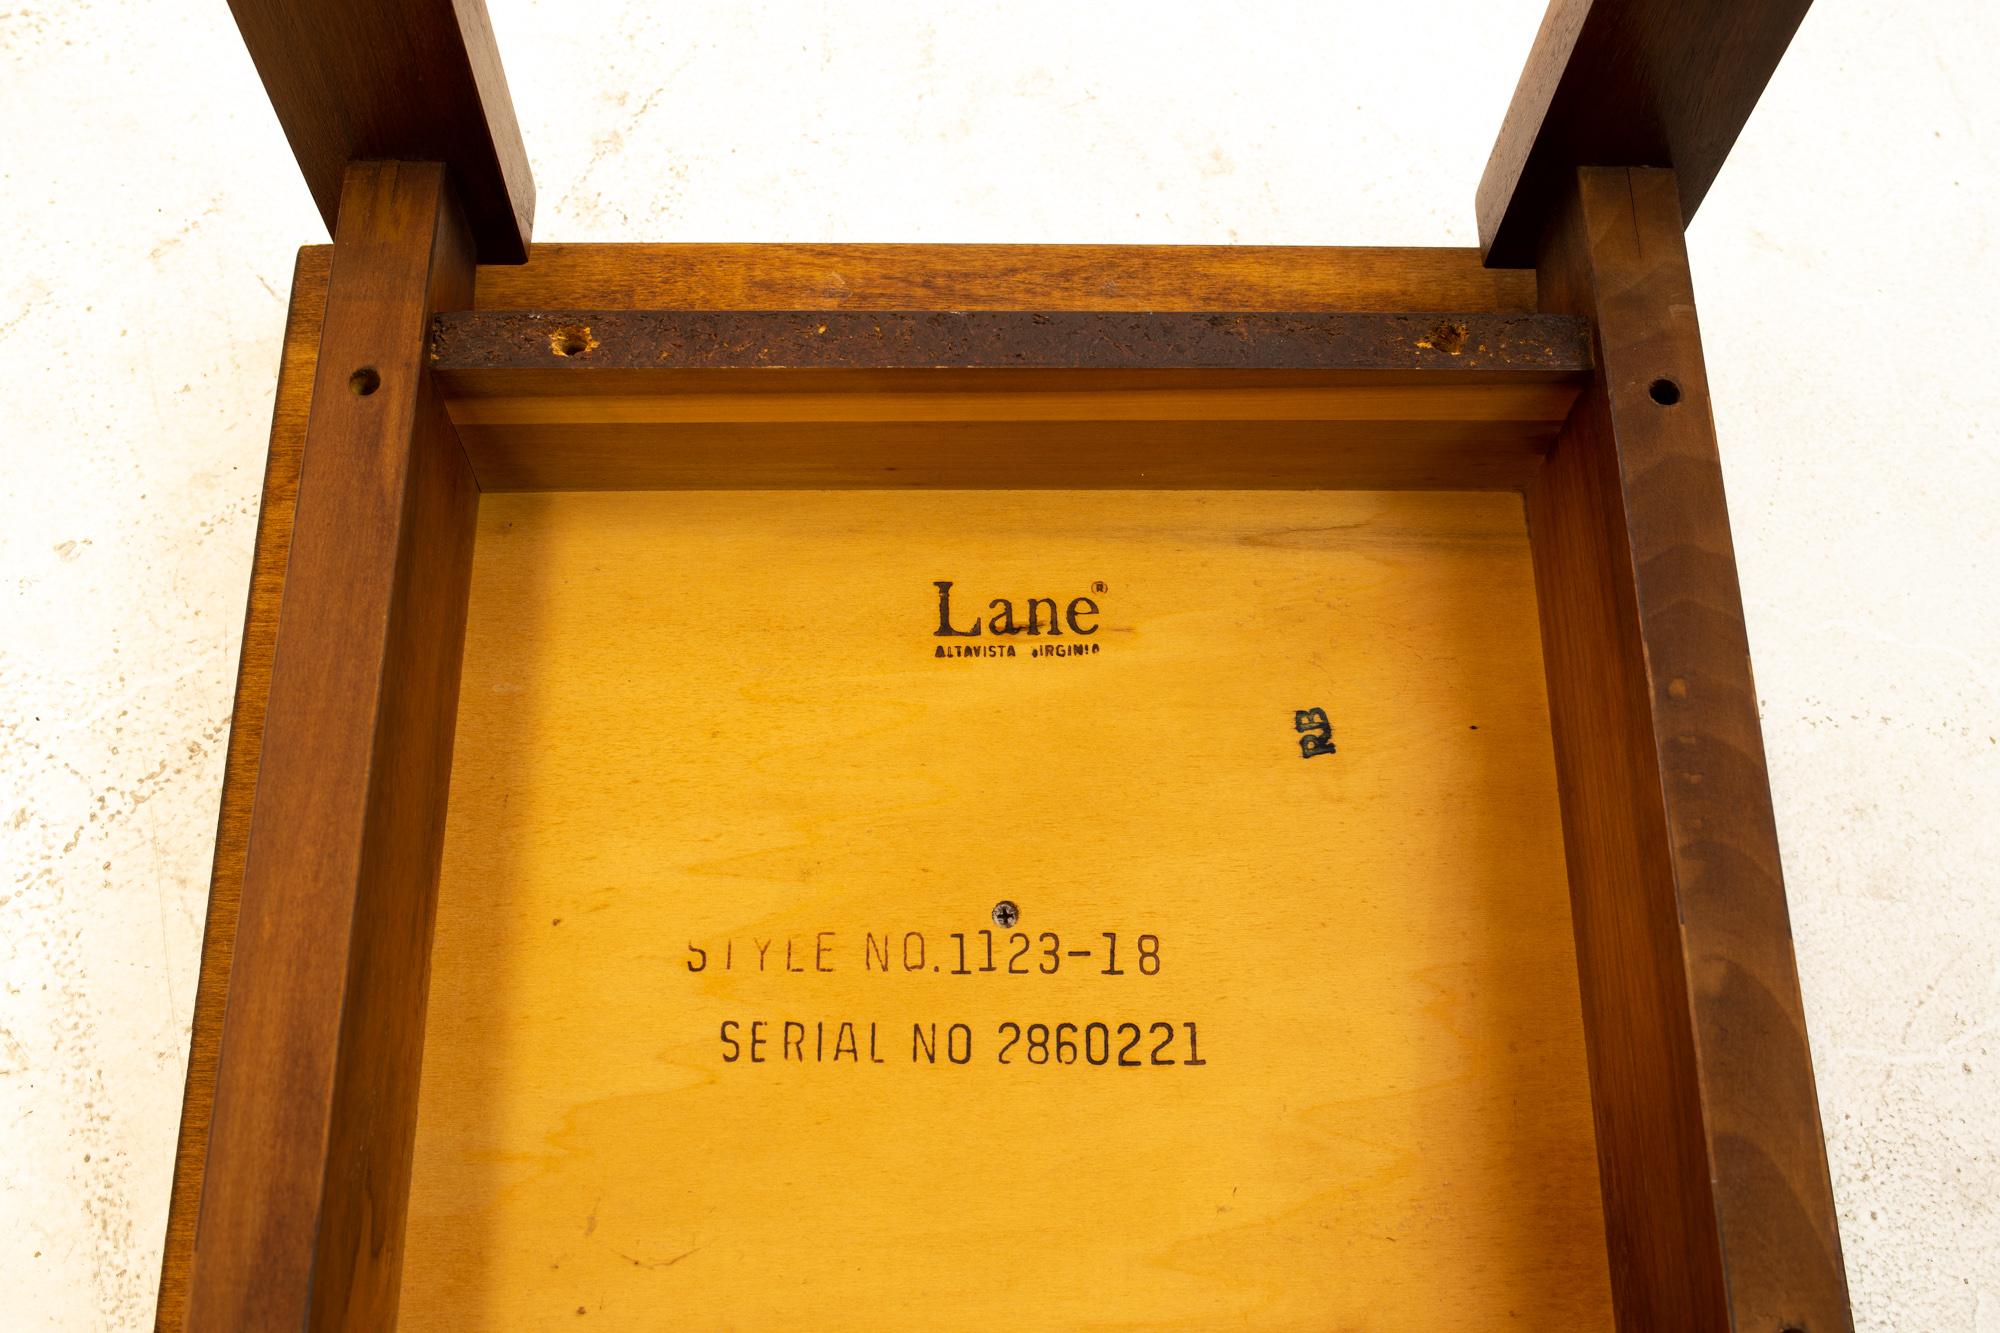 Lane®
ALTAVISTA VIRGINIA
RB
STYLE NO.1123-18
SERIAL NO 2860221